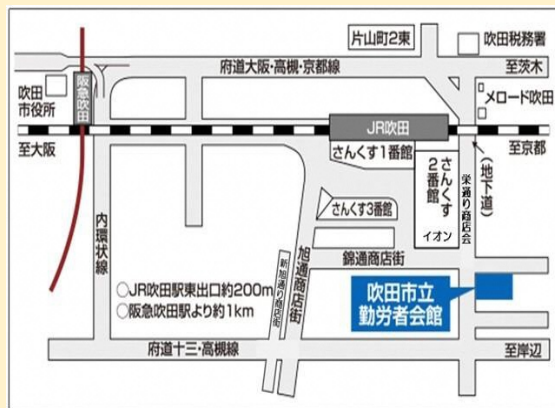 片山町2東
吹田税務署
府道大阪・高槻・京都線
至茨木
吹田
市役所
阪急吹田
メロード吹田
JR吹田
至大阪
さんくす1番館
至京都
(地下道)
さんくす
2番館
イオン
栄通り商店会
さんくす3番館
内環状線
錦通商店街
旭通商店街
新旭通り商店街
○JR吹田駅東出口約200m
○阪急吹田駅より約1km
吹田市立
勤労者会館
府道十三・高槻線
至岸辺